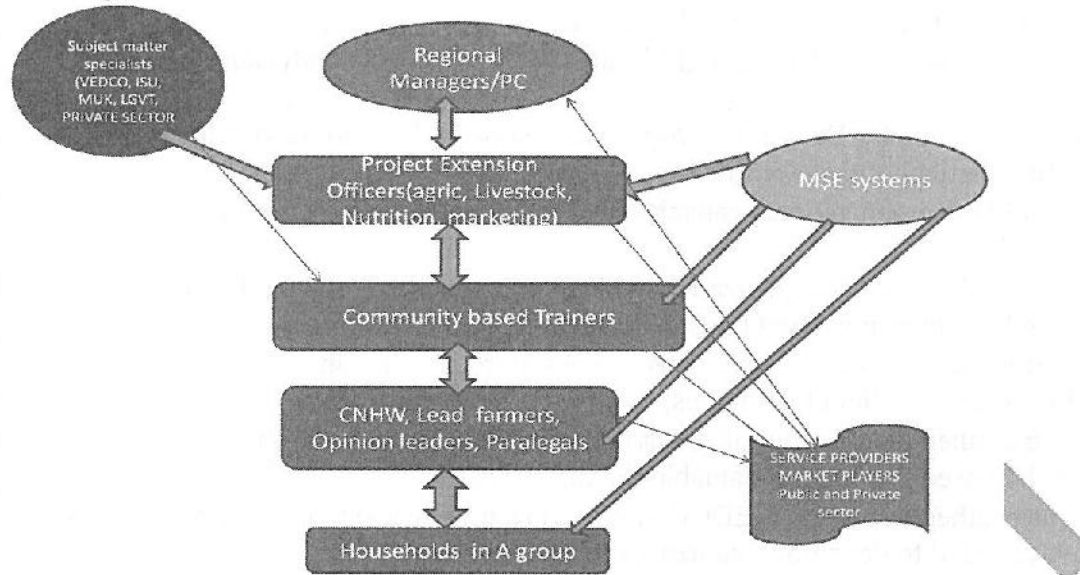 Subject matter
specialists
(VEDCO, ISU,
MUK, LGVT,
PRIVATE SECTOR
Regional
Managers/PC
Project Extension
Officers(agric, Livestock,
Nutrition, marketing)
M$E systems
Community based Trainers
CNHW, Lead farmers,
Opinion leaders, Paralegals
SERVICE PROVIDERS
MARKET PLAYERS
Public and Private
sector
Households in A group